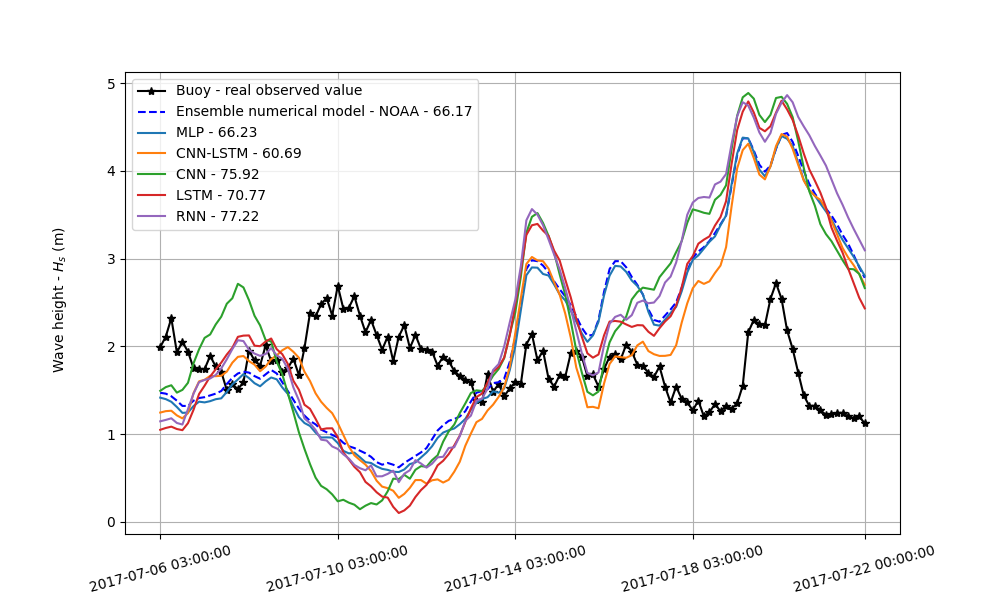 Buoy - real observed value
Ensemble numerical model - NOAA - 66.17
MLP - 66.23
CNN-LSTM - 60.69
CNN - 75.92
LSTM - 70.77
RNN - 77.22
Wave height - Hs (m)
5
4
3
2
1
0
2017-07-06 03:00:00
2017-07-10 03:00:00
2017-07-14 03:00:00
2017-07-18 03:00:00
2017-07-22 00:00:00